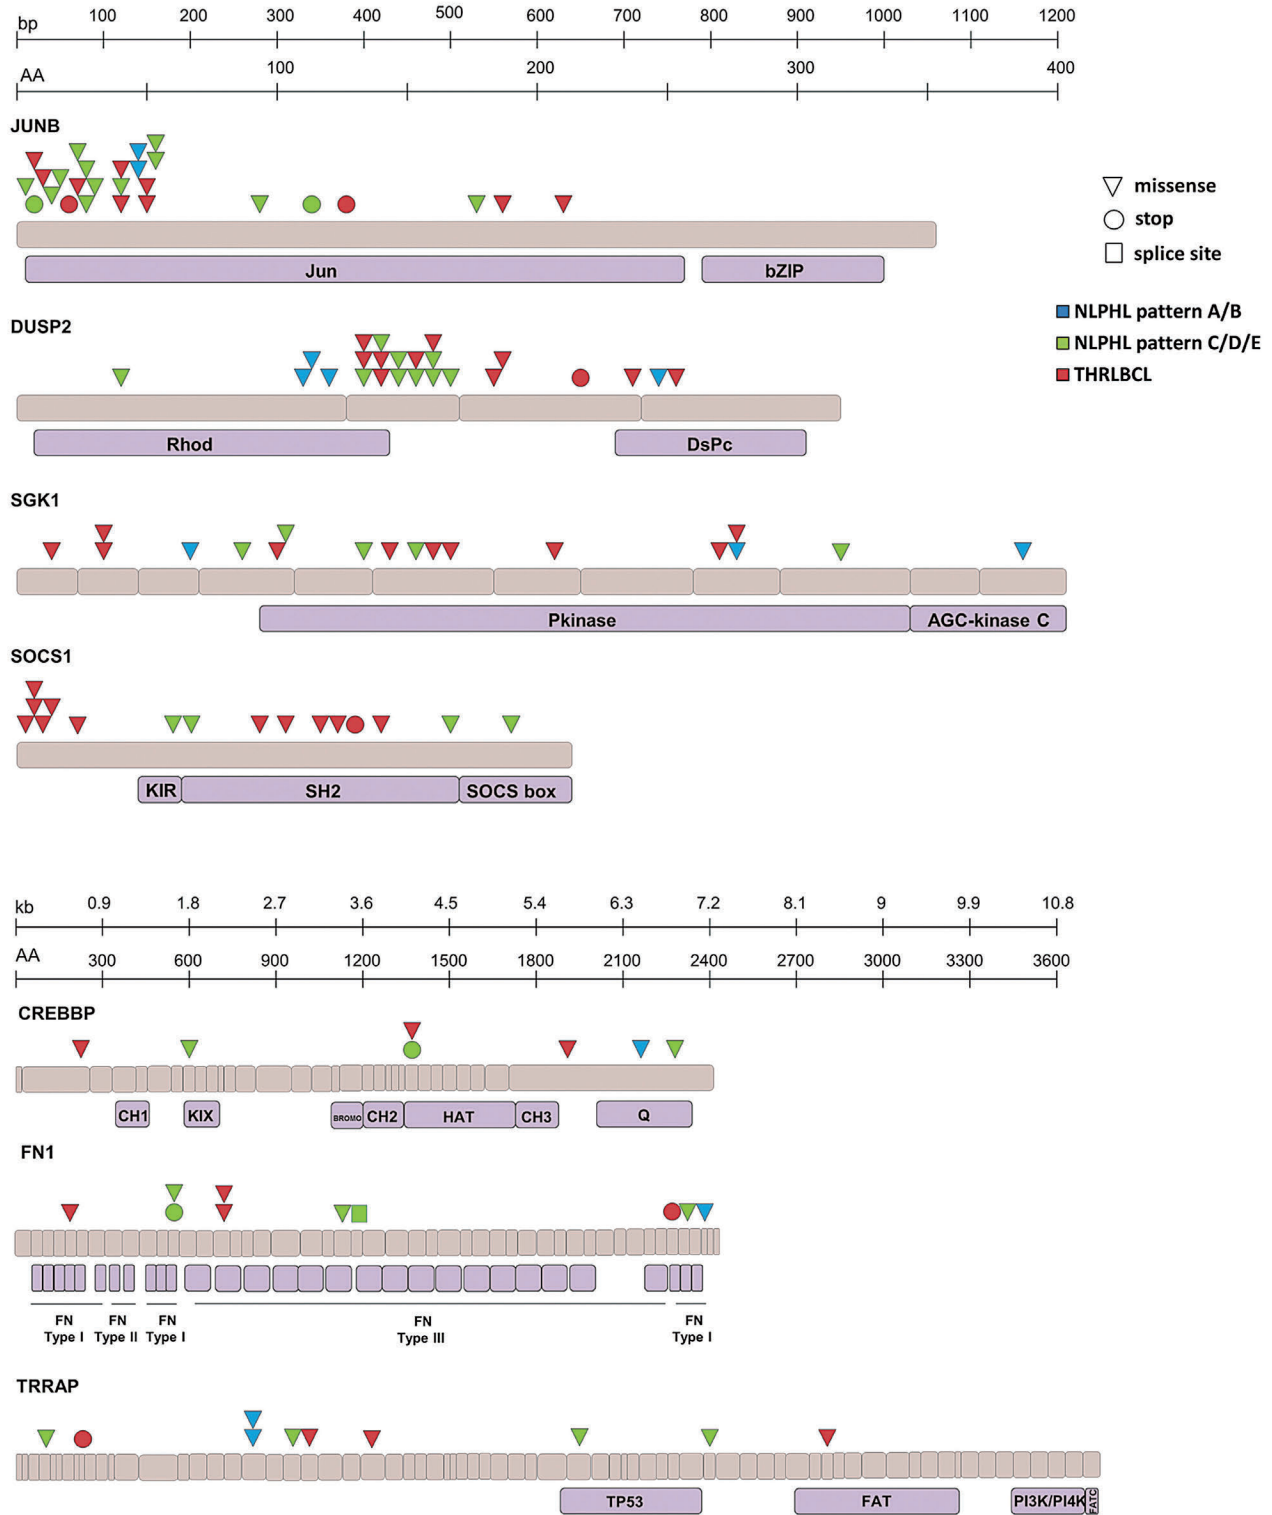 bp 100 200 300 400 500 600 700 800 900 1000 1100 1200
AA 100 200 300 400
JUNB
missense
stop
splice site
Jun bZIP
NLPHL pattern A/B
DUSP2
NLPHL pattern C/D/E
THRLBCL
Rhod DsPc
SGK1
Pkinase AGC-kinase C
SOCS1
KIR SH2 SOCS box
kb 0.9 1.8 2.7 3.6 4.5 5.4 6.3 7.2 8.1 9 9.9 10.8
AA 300 600 900 1200 1500 1800 2100 2400 2700 3000 3300 3600
CREBBP
CH1 KIX BROMO CH2 HAT CH3 Q
FN1
FN FN FN FN FN
Type I Type II Type I Type III Type I
TRRAP
TP53 FAT PI3K/PI4K FATC